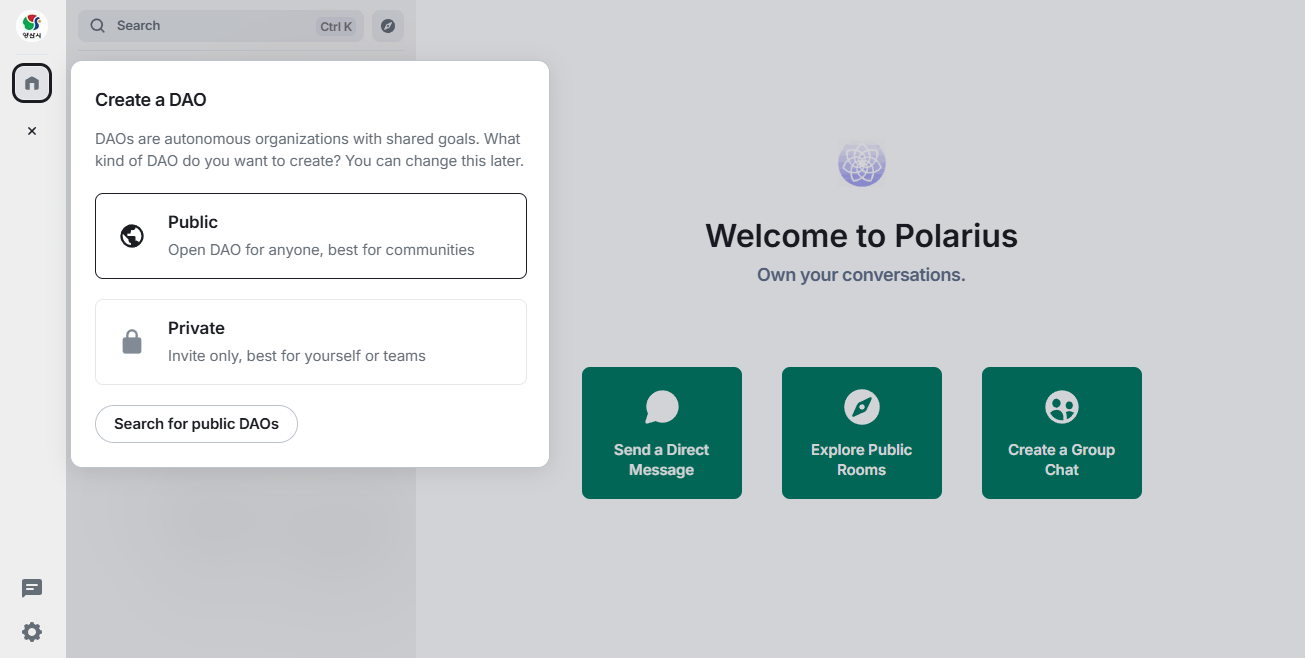 양산시
Search
Ctrl K
Create a DAO
DAOs are autonomous organizations with shared goals. What
kind of DAO do you want to create? You can change this later.
Public
Open DAO for anyone, best for communities
Private
Invite only, best for yourself or teams
Search for public DAOs
Welcome to Polarius
Own your conversations.
Send a Direct
Message
Explore Public
Rooms
Create a Group
Chat